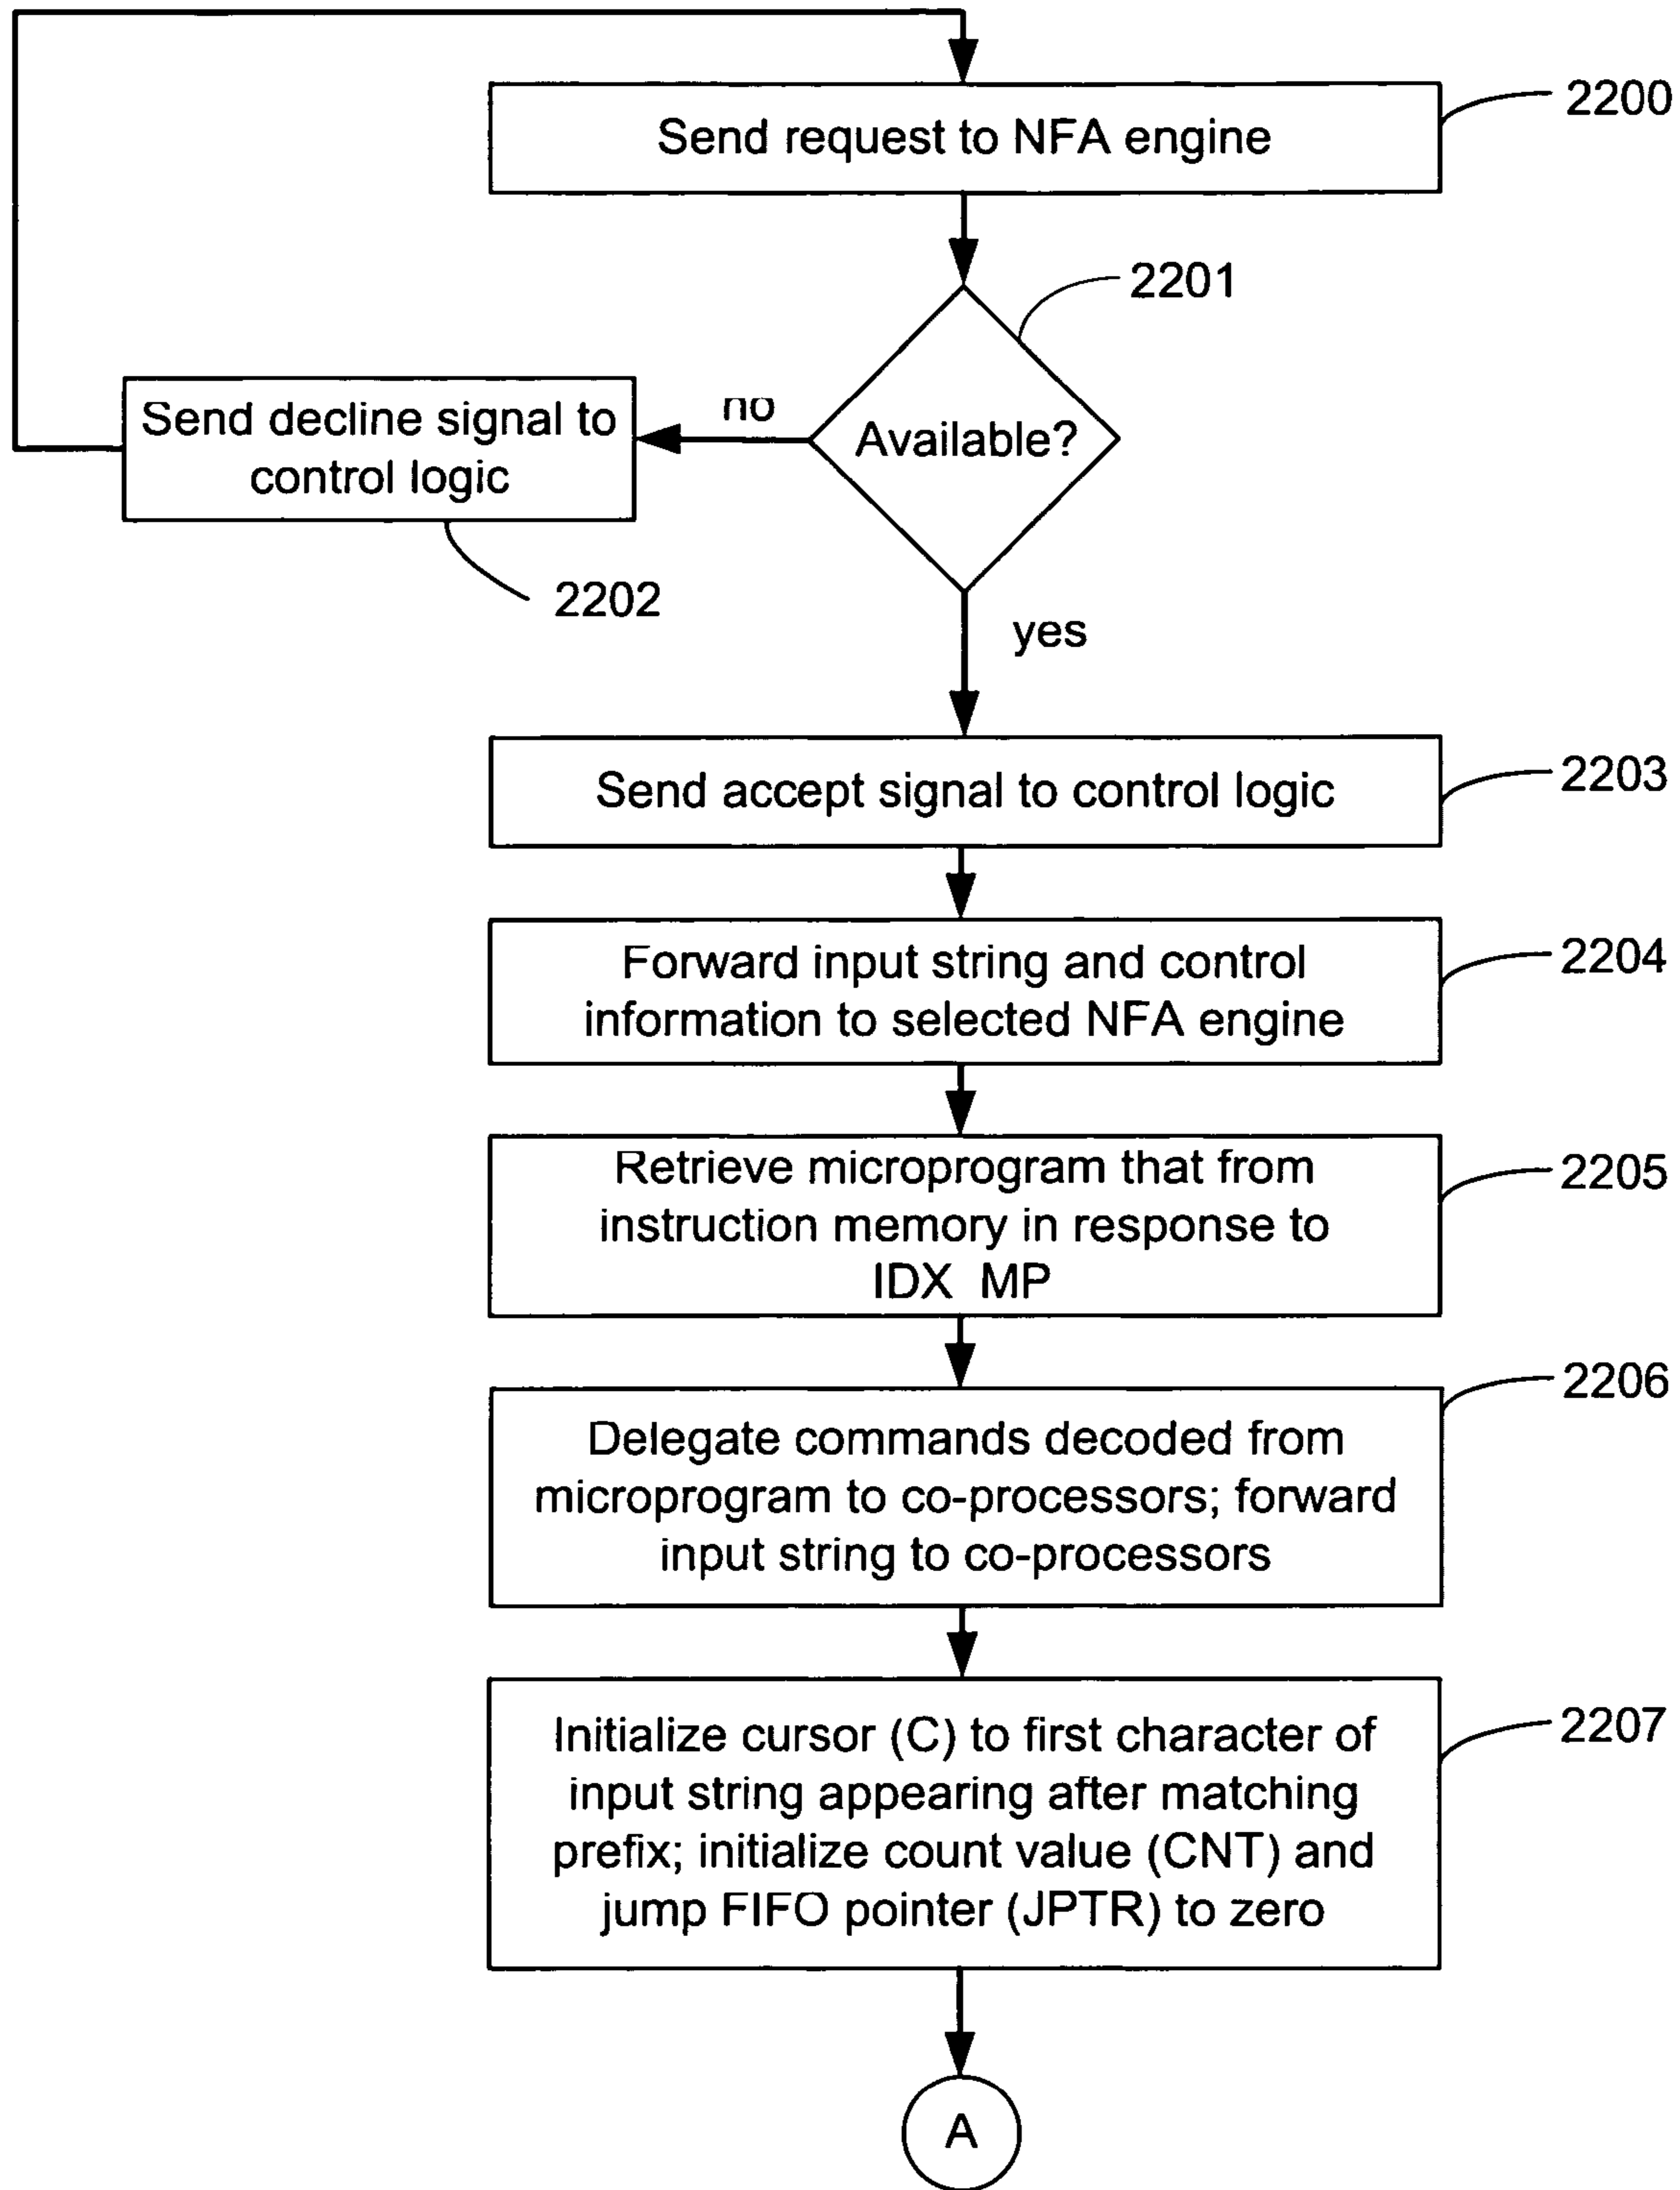 2200
Send request to NFA engine
2201
Available?
no
Send decline signal to
control logic
2202
yes
2203
Send accept signal to control logic
2204
Forward input string and control
information to selected NFA engine
2205
Retrieve microprogram that from
instruction memory in response to
IDX MP
2206
Delegate commands decoded from
microprogram to co-processors; forward
input string to co-processors
2207
Initialize cursor (C) to first character of
input string appearing after matching
prefix; initialize count value (CNT) and
jump FIFO pointer (JPTR) to zero
A